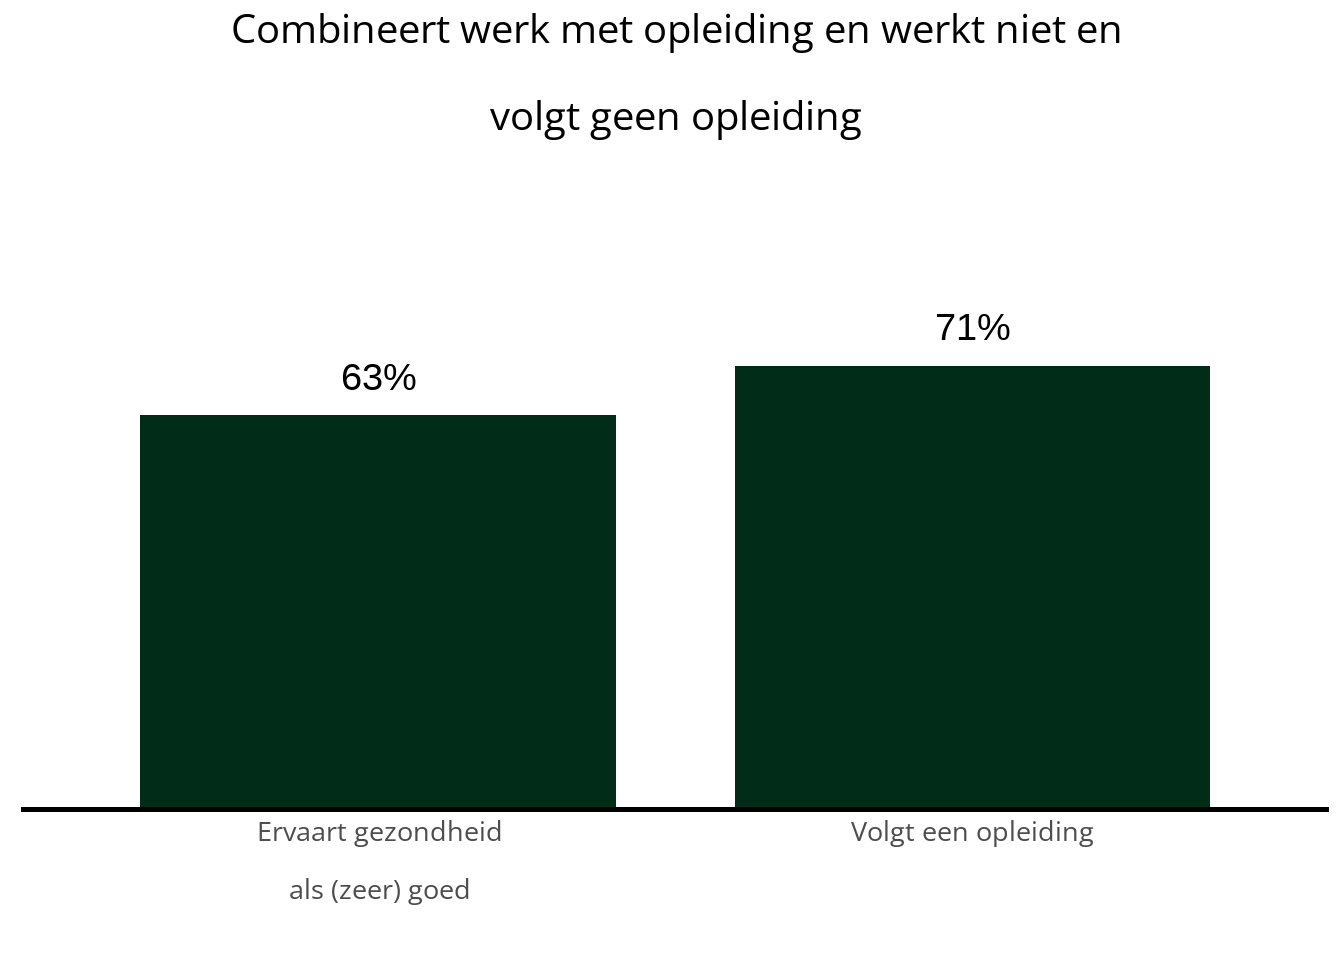 Combineert werk met opleiding en werkt niet en
volgt geen opleiding
63%
71%
Ervaart gezondheid
als (zeer) goed
Volgt een opleiding